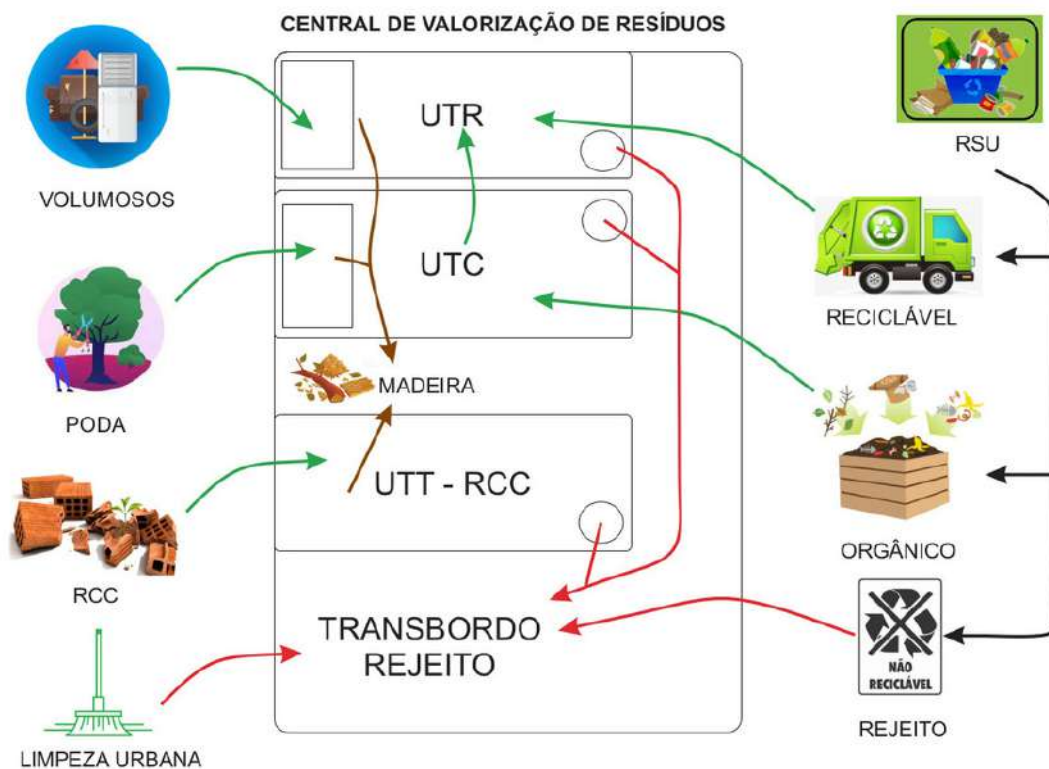 CENTRAL DE VALORIZAÇÃO DE RESÍDUOS
VOLUMOSOS
UTR
RSU
UTC
RECICLÁVEL
PODA
MADEIRA
UTT - RCC
ORGÂNICO
RCC
TRANSBORDO
REJEITO
NÃO
RECICLÁVEL
REJEITO
LIMPEZA URBANA